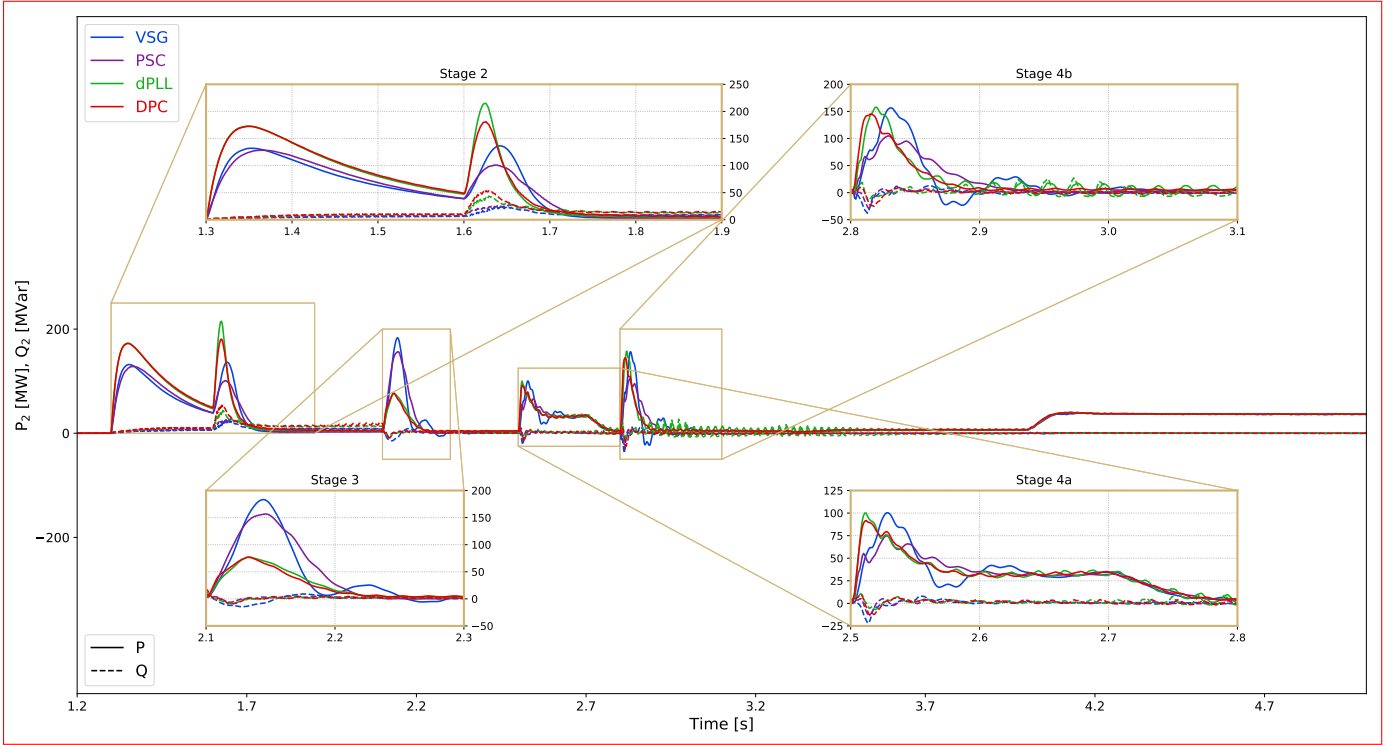 VSG
PSC
dPLL
DPC
Stage 2
250
200
150
100
50
0
1.3 1.4 1.5 1.6 1.7 1.8 1.9
Stage 4b
200
150
100
50
0
−50
2.8 2.9 3.0 3.1
P₂ [MW], Q₂ [MVar]
200
0
−200
Stage 3
200
150
100
50
0
−50
2.1 2.2 2.3
Stage 4a
125
100
75
50
25
0
−25
2.5 2.6 2.7 2.8
P
Q
1.2 1.7 2.2 2.7 3.2 3.7 4.2 4.7
Time [s]